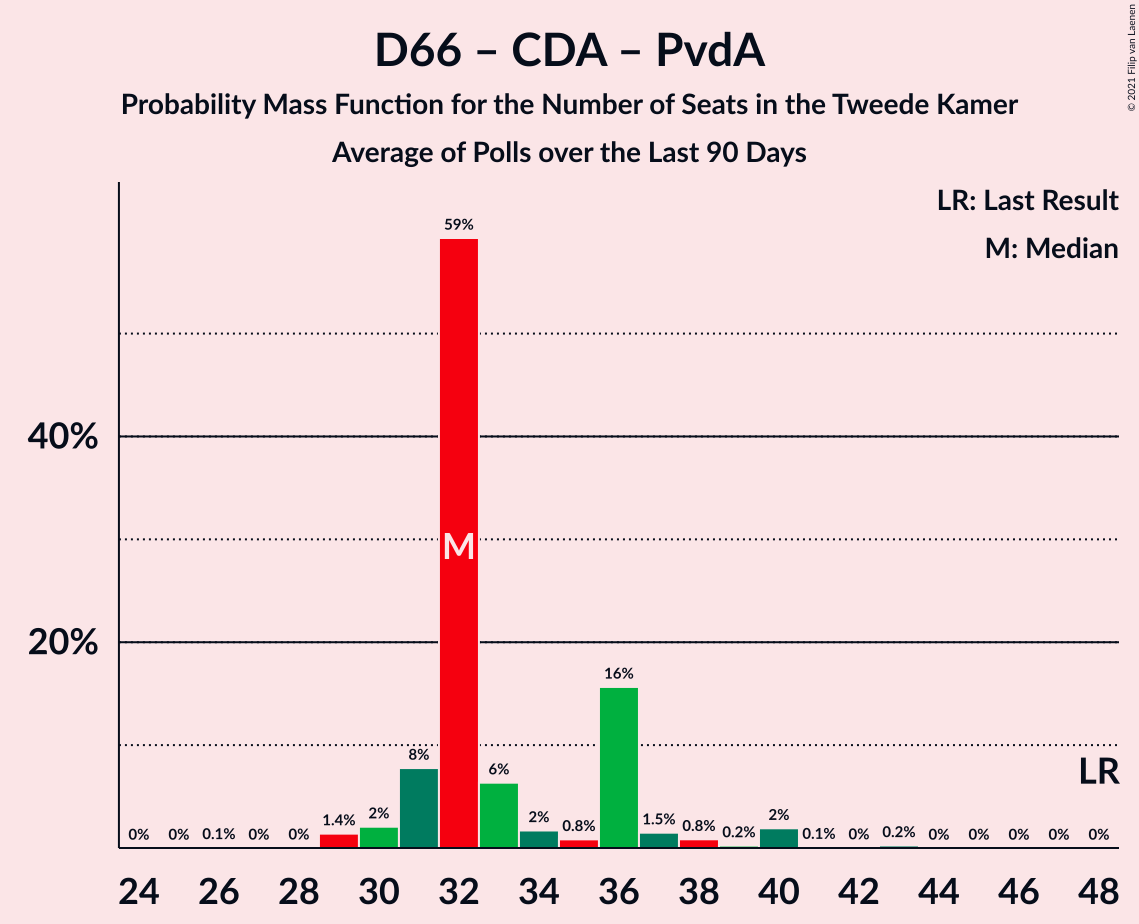 D66 – CDA – PvdA
Probability Mass Function for the Number of Seats in the Tweede Kamer
Average of Polls over the Last 90 Days
© 2021 Filip van Laenen
LR: Last Result
M: Median
59%
40%
M
20%
16%
8%
6%
LR
0% 0% 0.1% 0% 0% 1.4% 2% 2% 0.8% 1.5% 0.8% 0.2% 2% 0.1% 0% 0.2% 0% 0% 0% 0% 0%
24 26 28 30 32 34 36 38 40 42 44 46 48